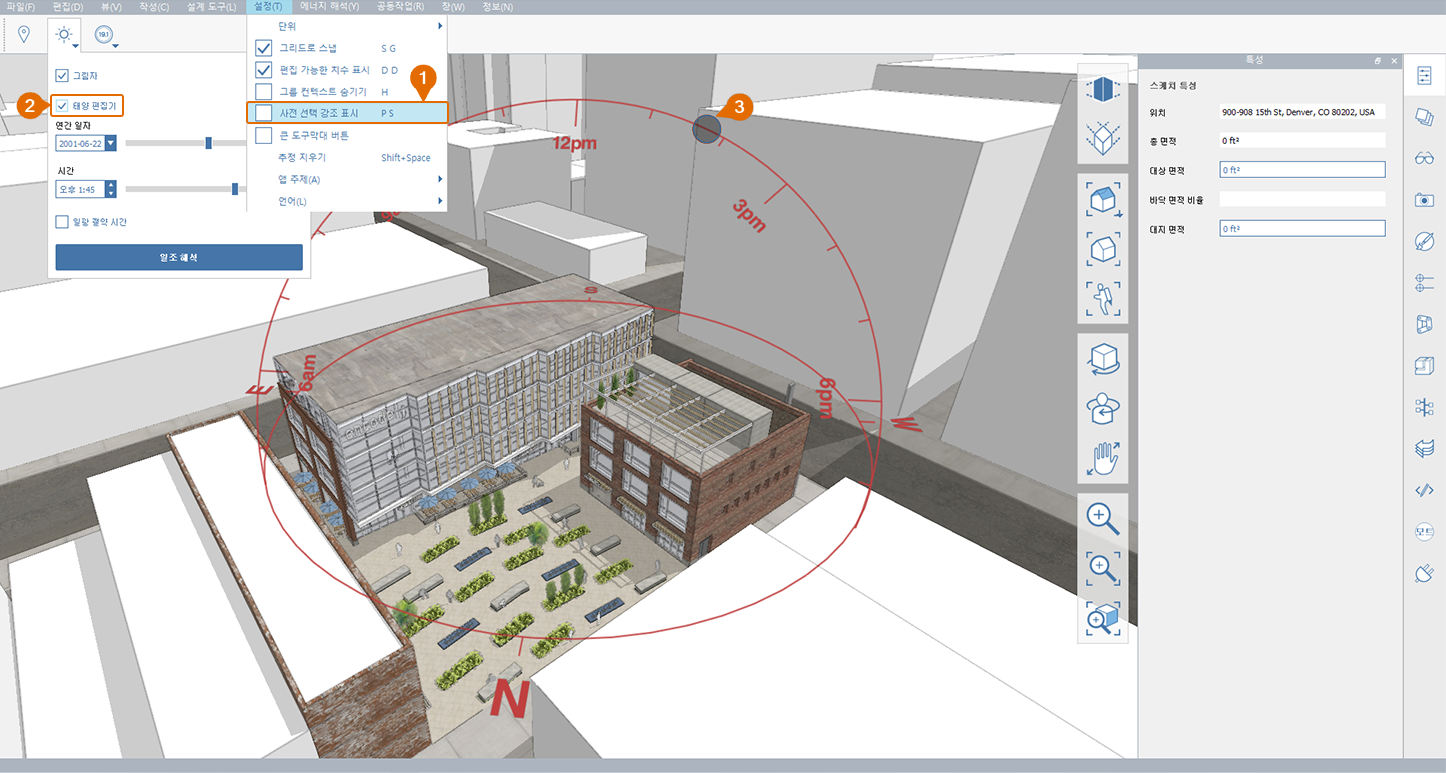 파일(F) 편집(D) 뷰(V) 작성(C) 설계 도구(L) 설정(T) 에너지 해석(Y) 공동작업(R) 창(W) 정보(N)
191
단위
그리드로 스냅 S G
편집 가능한 치수 표시 D D
그룹 컨텍스트 숨기기 H
사전 선택 강조 표시 P S
큰 도구막대 버튼
추정 지우기 Shift+Space
앱 주제(A)
언어(L)
1
그림자
2
태양 편집기
연간 일자
2001-06-22
시간
오후 1:45
일광 절약 시간
일조 해석
3
12pm
3pm
S
6am
6pm
E
W
N
특성
스케치 특성
위치 900-908 15th St, Denver, CO 80202, USA
총 면적 0 ft²
대상 면적 0 ft²
바닥 면적 비율
대지 면적 0 ft²
모드